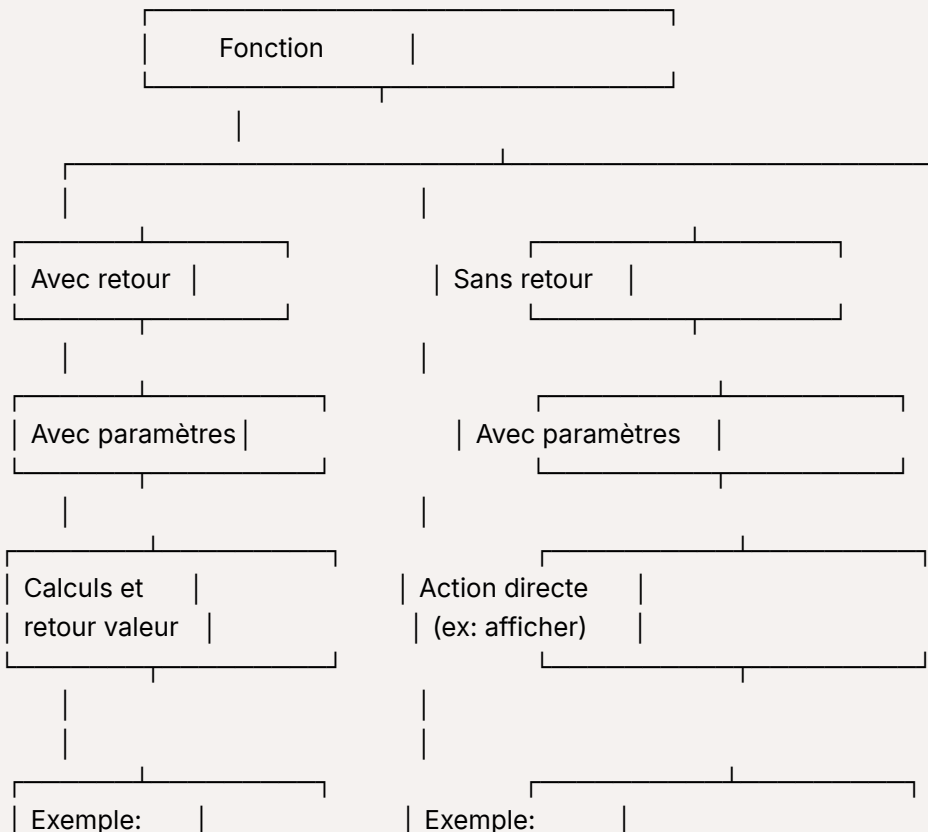 Fonction
Avec retour Sans retour
Avec paramètres Avec paramètres
Calculs et Action directe
retour valeur (ex: afficher)
Exemple: Exemple: